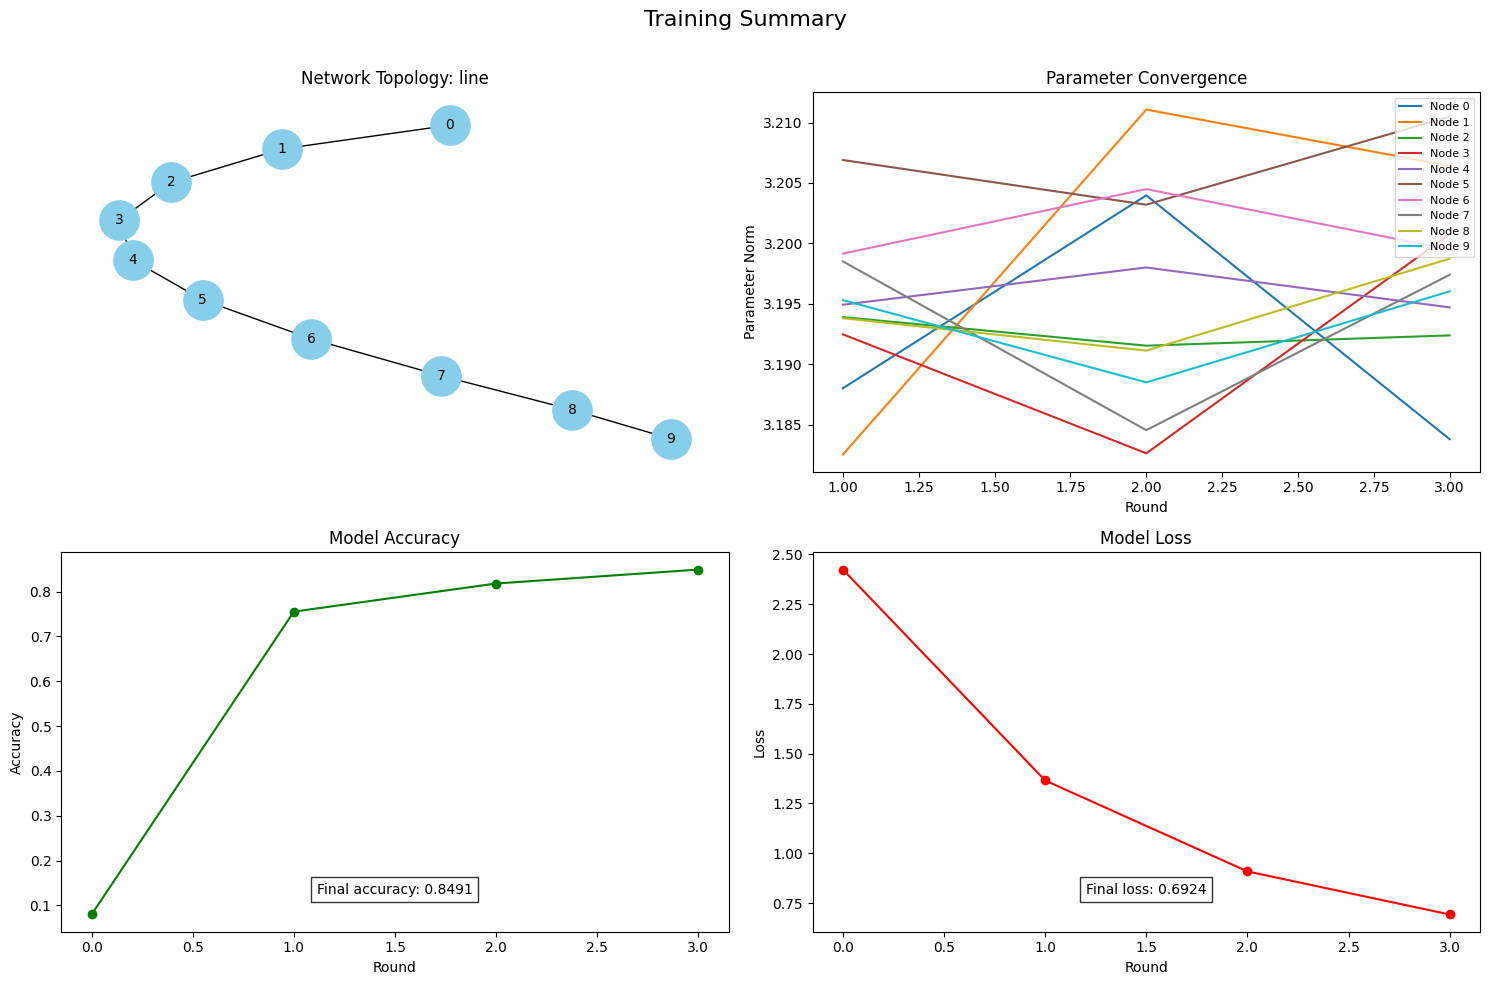 Training Summary
Network Topology: line
0
1
2
3
4
5
6
7
8
9
Parameter Convergence
Parameter Norm
3.210
3.205
3.200
3.195
3.190
3.185
Node 0
Node 1
Node 2
Node 3
Node 4
Node 5
Node 6
Node 7
Node 8
Node 9
1.00 1.25 1.50 1.75 2.00 2.25 2.50 2.75 3.00
Round
Model Accuracy
Accuracy
0.8
0.7
0.6
0.5
0.4
0.3
0.2
0.1
Final accuracy: 0.8491
0.0 0.5 1.0 1.5 2.0 2.5 3.0
Round
Model Loss
Loss
2.50
2.25
2.00
1.75
1.50
1.25
1.00
0.75
Final loss: 0.6924
0.0 0.5 1.0 1.5 2.0 2.5 3.0
Round